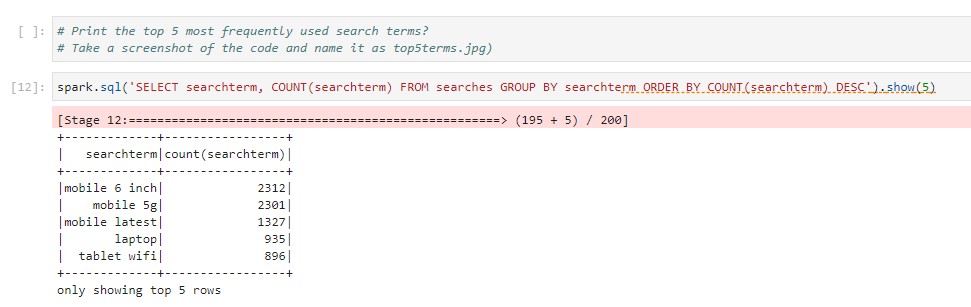 [ ]: # Print the top 5 most frequently used search terms?
# Take a screenshot of the code and name it as top5terms.jpg)
[12]: spark.sql('SELECT searchterm, COUNT(searchterm) FROM searches GROUP BY searchterm ORDER BY COUNT(searchterm) DESC').show(5)
[Stage 12:====================================================> (195 + 5) / 200]
+-------------+-----------------+
|   searchterm|count(searchterm)|
+-------------+-----------------+
|mobile 6 inch|             2312|
|    mobile 5g|             2301|
|mobile latest|             1327|
|       laptop|              935|
|  tablet wifi|              896|
+-------------+-----------------+
only showing top 5 rows